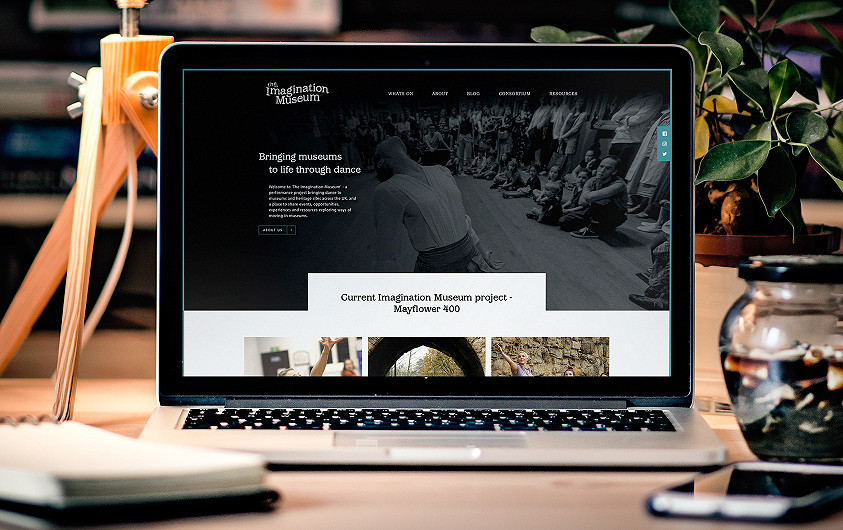 the
Imagination
Museum
WHATS ON ABOUT BLOG CONSORTIUM RESOURCES
Bringing museums
to life through dance
Welcome to 'The Imagination Museum' - a
performance project bringing dance to
museums and heritage sites across the UK, and
a place to share events, opportunities,
experiences and resources exploring ways of
moving in museums.
ABOUT US
Current Imagination Museum project -
Mayflower 400